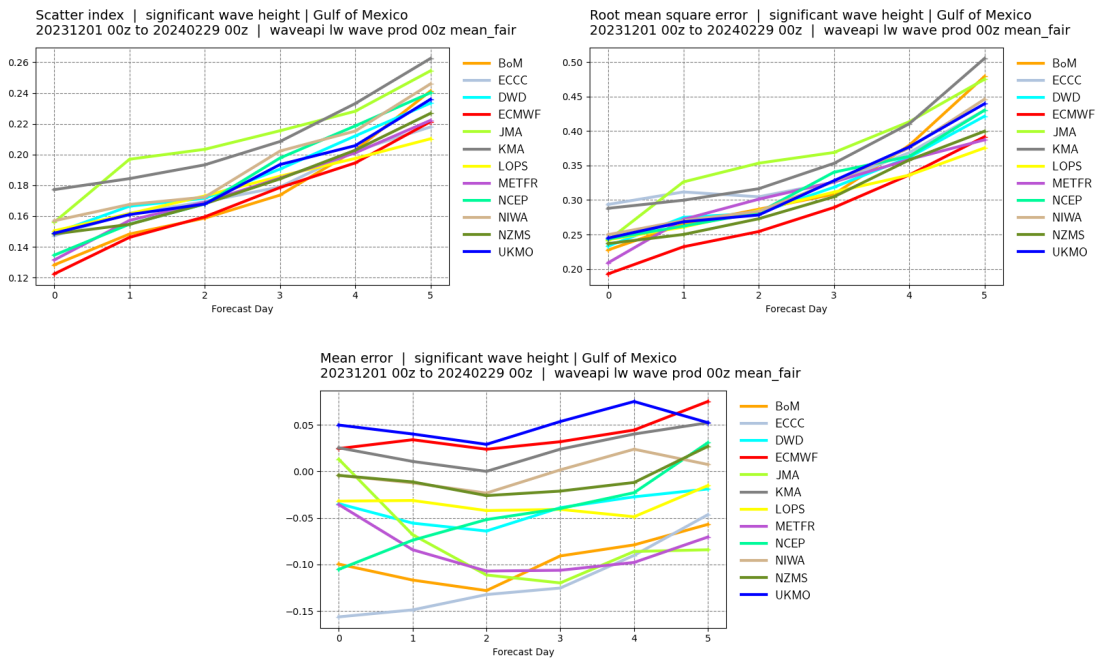 Scatter index | significant wave height | Gulf of Mexico
20231201 00z to 20240229 00z | waveapi lw wave prod 00z mean_fair
0.26
0.24
0.22
0.20
0.18
0.16
0.14
0.12
0 1 2 3 4 5
Forecast Day
BoM
ECCC
DWD
ECMWF
JMA
KMA
LOPS
METFR
NCEP
NIWA
NZMS
UKMO
Root mean square error | significant wave height | Gulf of Mexico
20231201 00z to 20240229 00z | waveapi lw wave prod 00z mean_fair
0.50
0.45
0.40
0.35
0.30
0.25
0.20
0 1 2 3 4 5
Forecast Day
BoM
ECCC
DWD
ECMWF
JMA
KMA
LOPS
METFR
NCEP
NIWA
NZMS
UKMO
Mean error | significant wave height | Gulf of Mexico
20231201 00z to 20240229 00z | waveapi lw wave prod 00z mean_fair
0.05
0.00
−0.05
−0.10
−0.15
0 1 2 3 4 5
Forecast Day
BoM
ECCC
DWD
ECMWF
JMA
KMA
LOPS
METFR
NCEP
NIWA
NZMS
UKMO